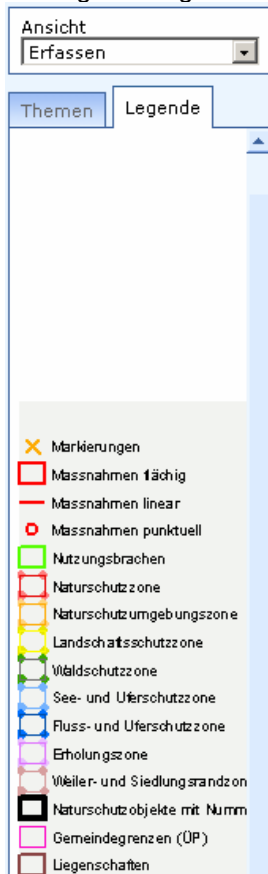 Ansicht
Erfassen
Themen Legende
Markierungen
Massnahmen flächig
Massnahmen linear
Massnahmen punktuell
Nutzungsbrachen
Naturschutzzone
Naturschutzumgebungszone
Landschaftsschutzzone
Waldschutzzone
See- und Uferschutzzone
Fluss- und Uferschutzzone
Erholungszone
Weiler- und Siedlungsrandzon
Naturschutzobjekte mit Numm
Gemeindegrenzen (ÜP)
Liegenschaften